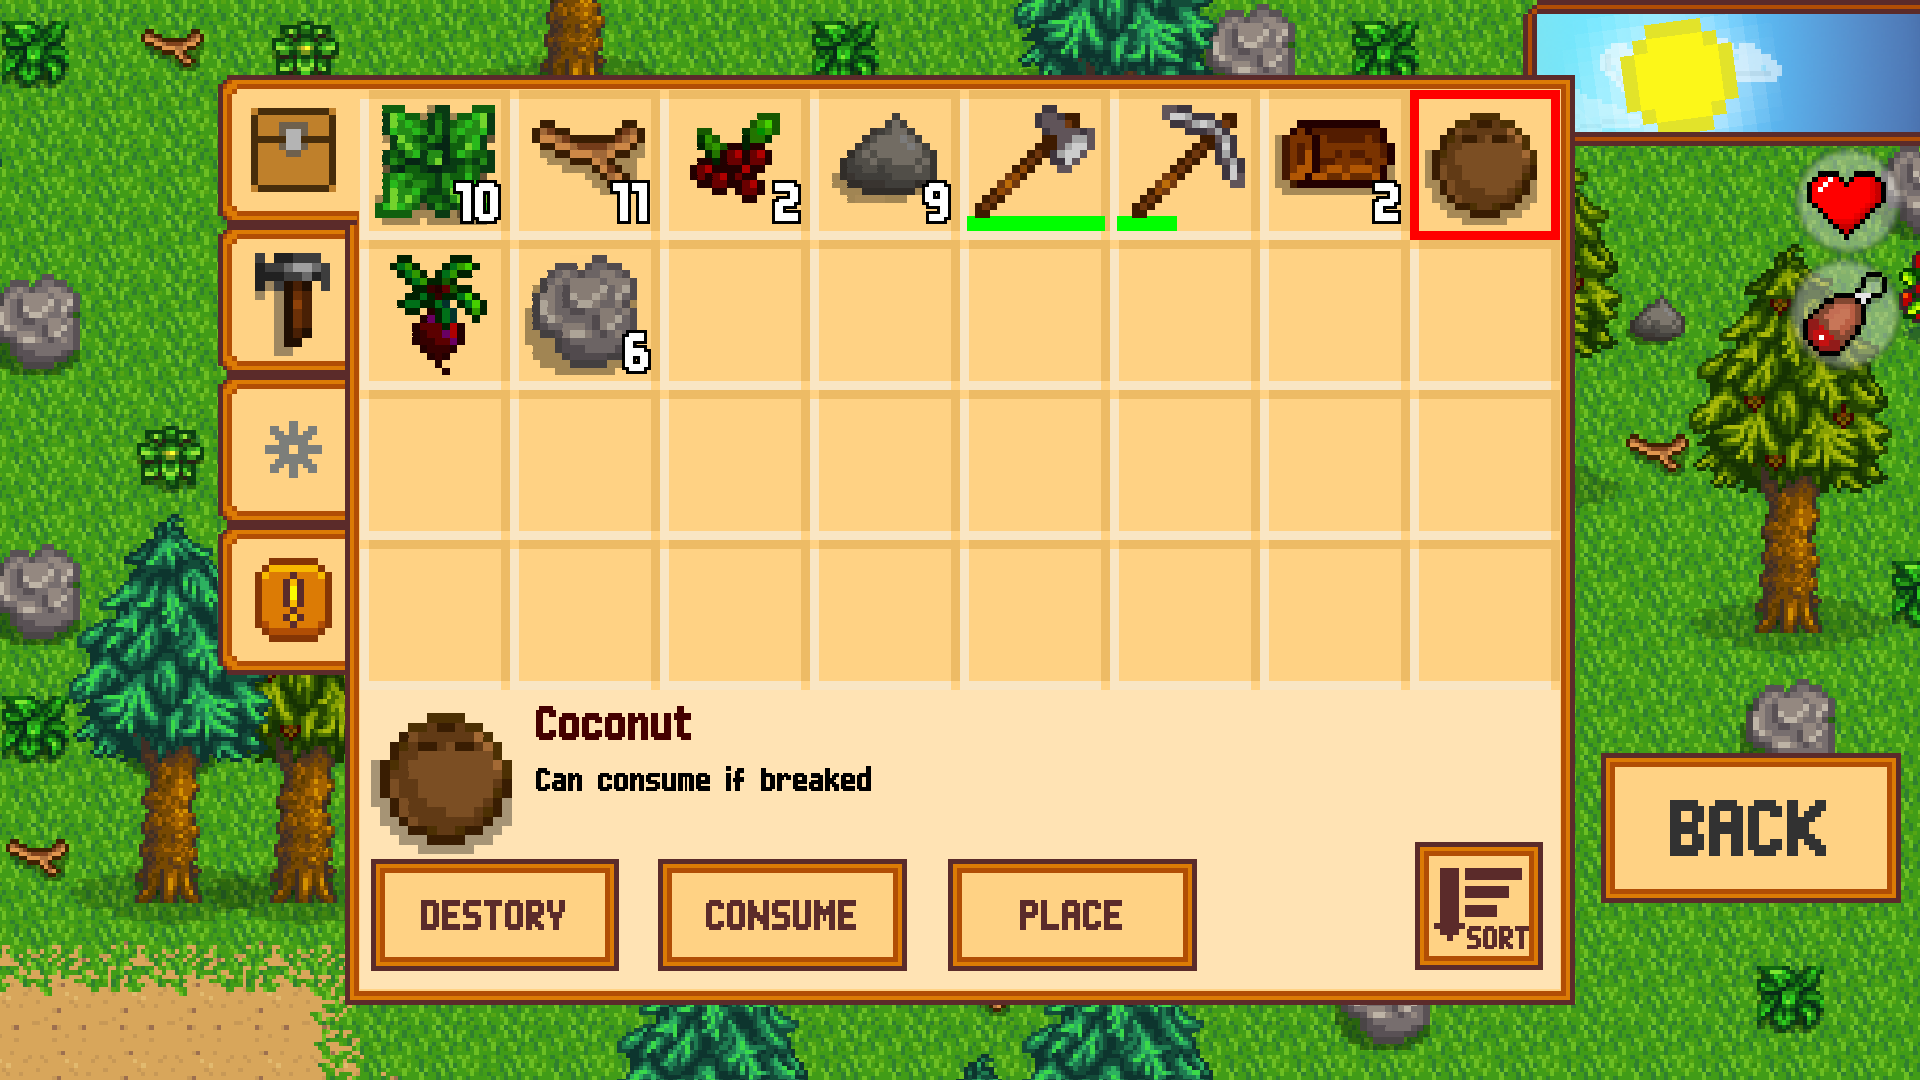 10
11
2
9
2
6
Coconut
Can consume if breaked
DESTORY
CONSUME
PLACE
SORT
BACK